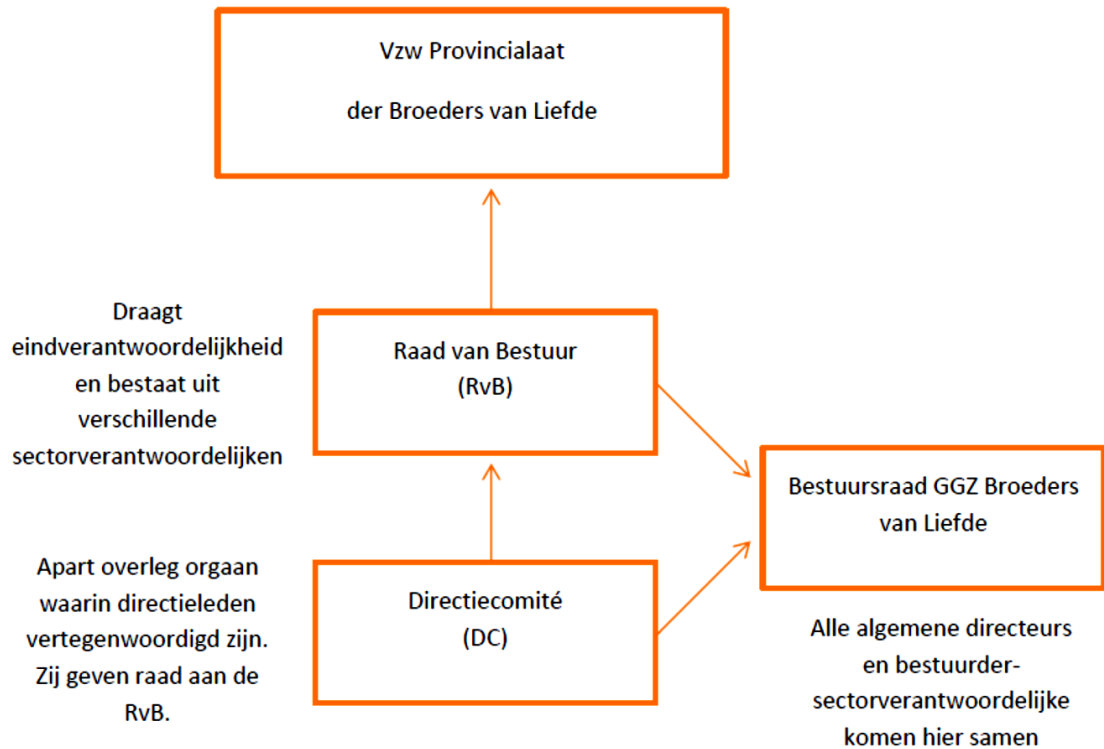 Vzw Provincialaat
der Broeders van Liefde
Draagt
eindverantwoordelijkheid
en bestaat uit
verschillende
sectorverantwoordelijken
Raad van Bestuur
(RvB)
Bestuursraad GGZ Broeders
van Liefde
Apart overleg orgaan
waarin directieleden
vertegenwoordigd zijn.
Zij geven raad aan de
RvB.
Directiecomité
(DC)
Alle algemene directeurs
en bestuurder-
sectorverantwoordelijke
komen hier samen